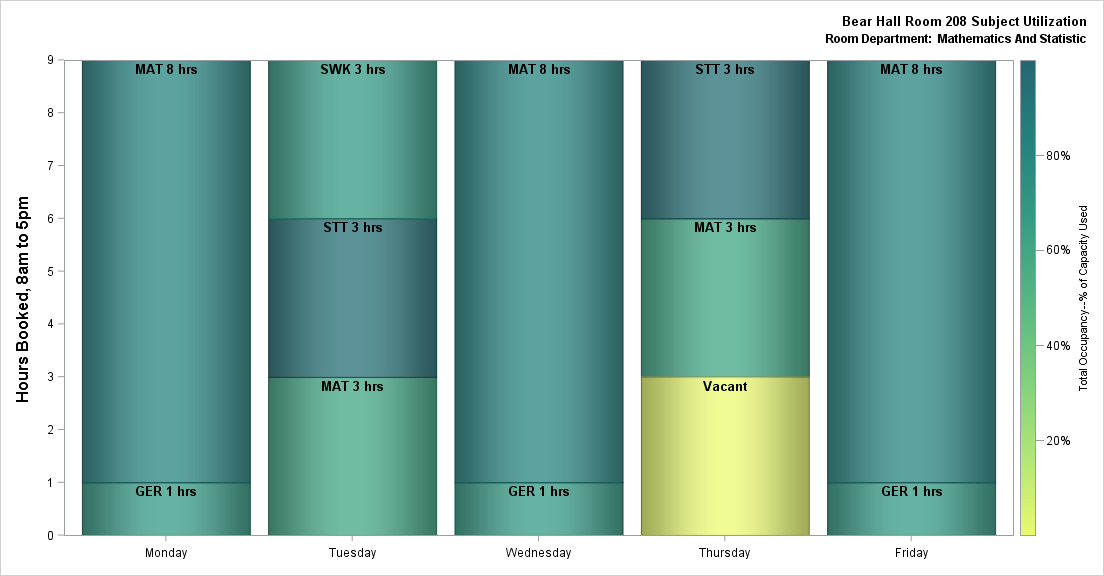 Bear Hall Room 208 Subject Utilization
Room Department: Mathematics And Statistic
Hours Booked, 8am to 5pm
9
8
7
6
5
4
3
2
1
0
MAT 8 hrs
GER 1 hrs
SWK 3 hrs
STT 3 hrs
MAT 3 hrs
MAT 8 hrs
GER 1 hrs
STT 3 hrs
MAT 3 hrs
Vacant
MAT 8 hrs
GER 1 hrs
Monday
Tuesday
Wednesday
Thursday
Friday
80%
60%
40%
20%
Total Occupancy--% of Capacity Used